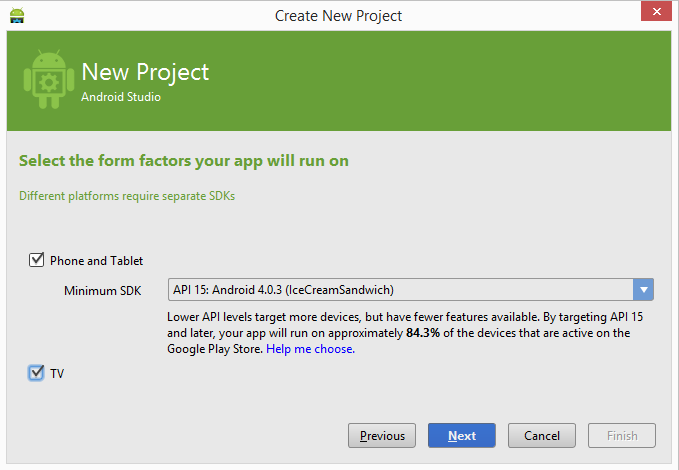 Create New Project
New Project
Android Studio
Select the form factors your app will run on
Different platforms require separate SDKs
Phone and Tablet
Minimum SDK
API 15: Android 4.0.3 (IceCreamSandwich)
Lower API levels target more devices, but have fewer features available. By targeting API 15
and later, your app will run on approximately 84.3% of the devices that are active on the
Google Play Store. Help me choose.
TV
Previous
Next
Cancel
Finish